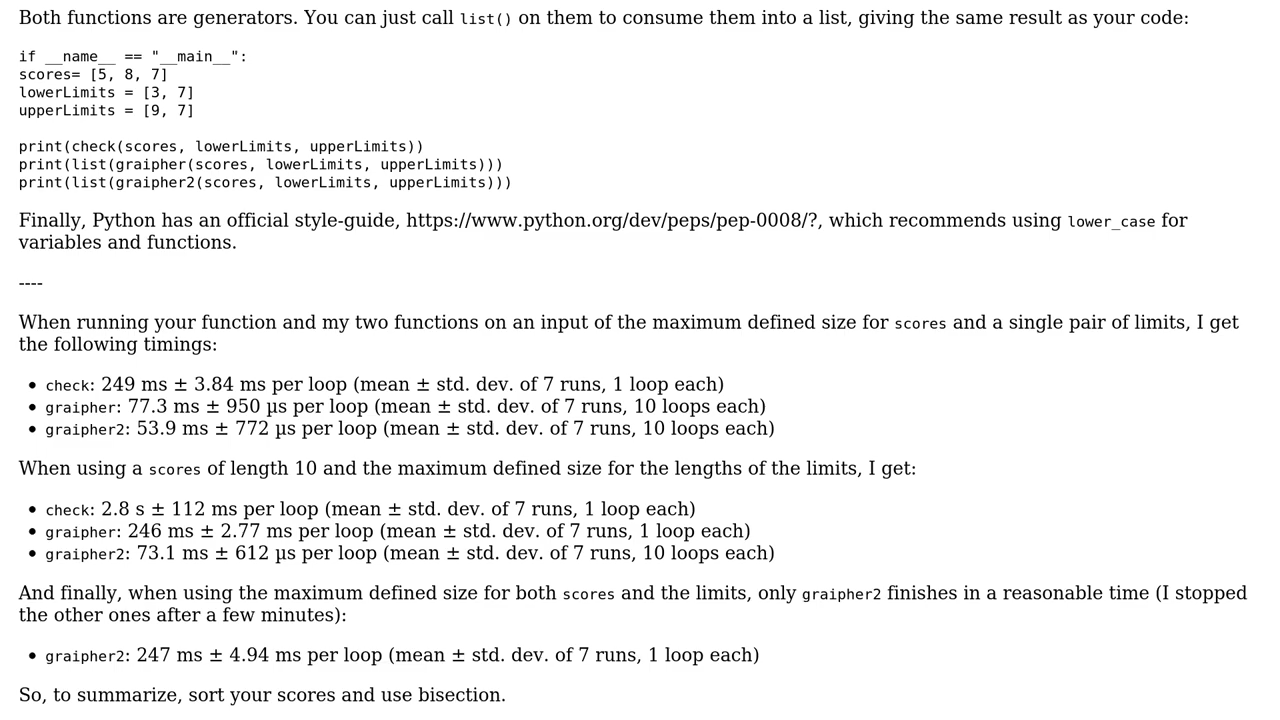 Both functions are generators. You can just call list() on them to consume them into a list, giving the same result as your code:
if __name__ == "__main__":
scores= [5, 8, 7]
lowerLimits = [3, 7]
upperLimits = [9, 7]
print(check(scores, lowerLimits, upperLimits))
print(list(graipher(scores, lowerLimits, upperLimits)))
print(list(graipher2(scores, lowerLimits, upperLimits)))
Finally, Python has an official style-guide, https://www.python.org/dev/peps/pep-0008/?, which recommends using lower_case for
variables and functions.
----
When running your function and my two functions on an input of the maximum defined size for scores and a single pair of limits, I get
the following timings:
• check: 249 ms ± 3.84 ms per loop (mean ± std. dev. of 7 runs, 1 loop each)
• graipher: 77.3 ms ± 950 µs per loop (mean ± std. dev. of 7 runs, 10 loops each)
• graipher2: 53.9 ms ± 772 µs per loop (mean ± std. dev. of 7 runs, 10 loops each)
When using a scores of length 10 and the maximum defined size for the lengths of the limits, I get:
• check: 2.8 s ± 112 ms per loop (mean ± std. dev. of 7 runs, 1 loop each)
• graipher: 246 ms ± 2.77 ms per loop (mean ± std. dev. of 7 runs, 1 loop each)
• graipher2: 73.1 ms ± 612 µs per loop (mean ± std. dev. of 7 runs, 10 loops each)
And finally, when using the maximum defined size for both scores and the limits, only graipher2 finishes in a reasonable time (I stopped
the other ones after a few minutes):
• graipher2: 247 ms ± 4.94 ms per loop (mean ± std. dev. of 7 runs, 1 loop each)
So, to summarize, sort your scores and use bisection.